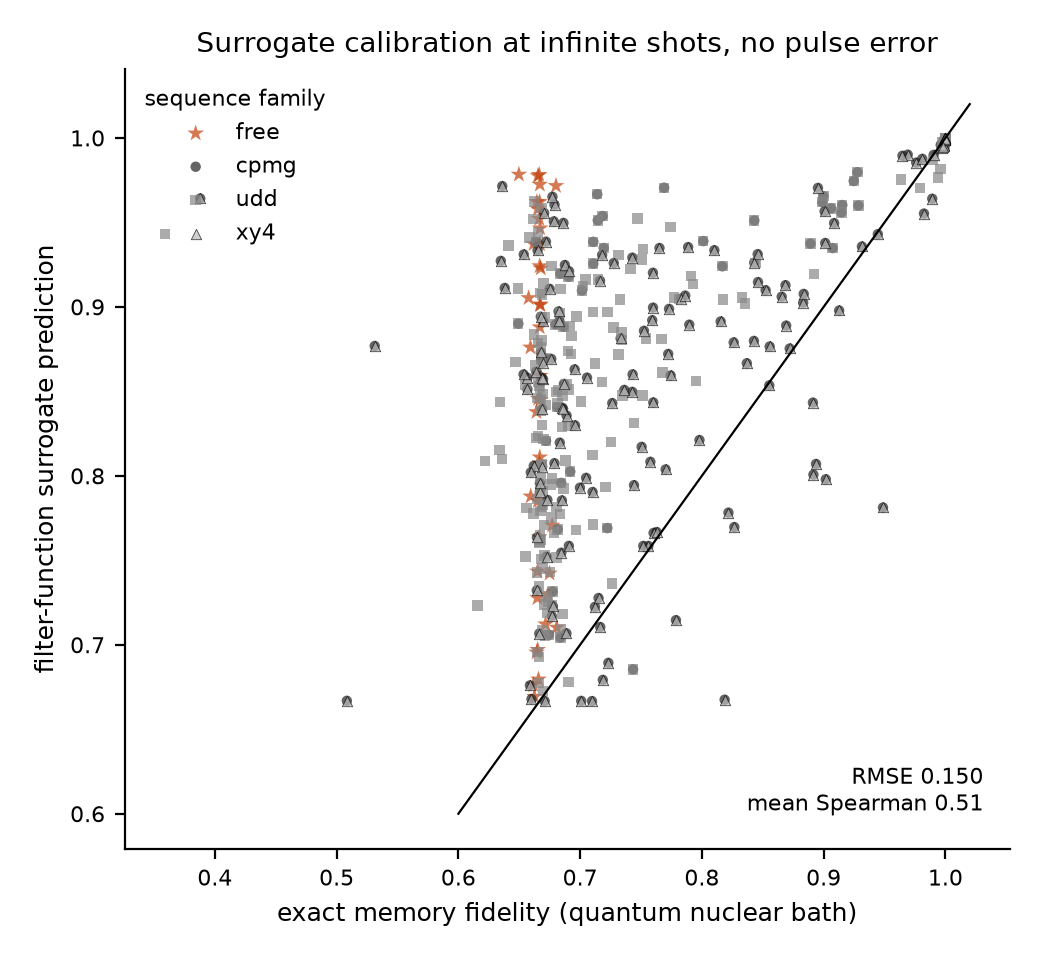 Surrogate calibration at infinite shots, no pulse error
sequence family
free
cpmg
udd
xy4
1.0
0.9
0.8
0.7
0.6
filter-function surrogate prediction
RMSE 0.150
mean Spearman 0.51
0.4 0.5 0.6 0.7 0.8 0.9 1.0
exact memory fidelity (quantum nuclear bath)